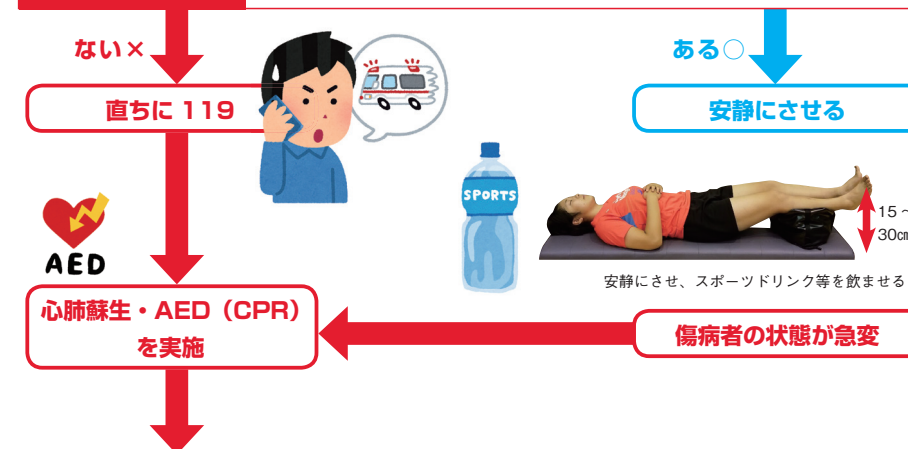 ない×
ある○
直ちに 119
安静にさせる
SPORTS
15～
30㎝
AED
安静にさせ、スポーツドリンク等を飲ませる
心肺蘇生・AED（CPR）
を実施
傷病者の状態が急変